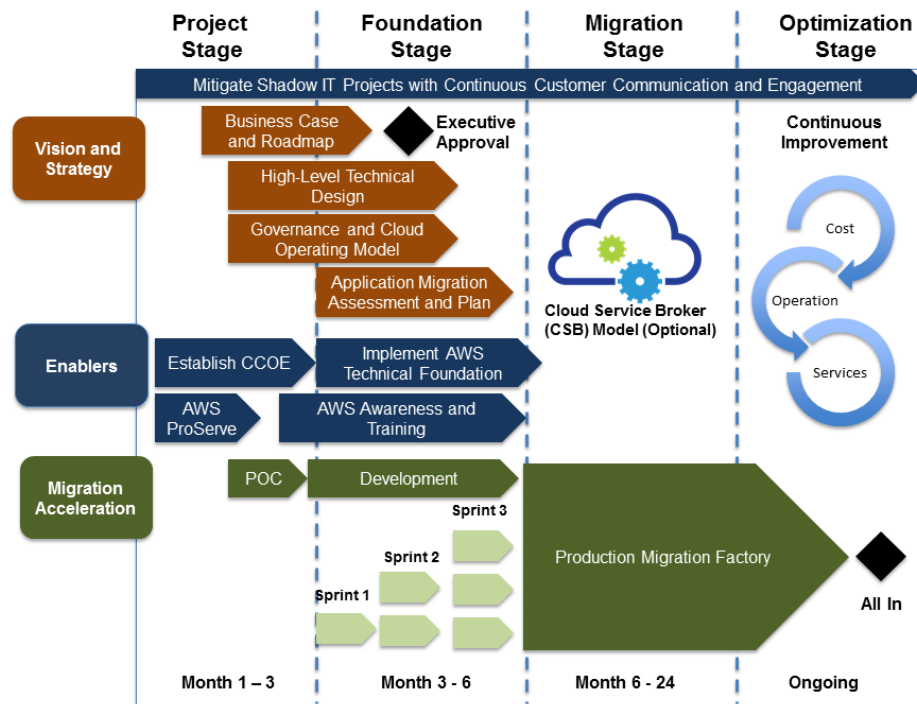 Project
Stage
Foundation
Stage
Migration
Stage
Optimization
Stage
Mitigate Shadow IT Projects with Continuous Customer Communication and Engagement
Vision and
Strategy
Business Case
and Roadmap
Executive
Approval
High-Level Technical
Design
Governance and Cloud
Operating Model
Application Migration
Assessment and Plan
Cloud Service Broker
(CSB) Model (Optional)
Continuous
Improvement
Cost
Operation
Services
Enablers
Establish CCOE
Implement AWS
Technical Foundation
AWS
ProServe
AWS Awareness and
Training
Migration
Acceleration
POC
Development
Sprint 3
Sprint 2
Sprint 1
Production Migration Factory
All In
Month 1 – 3
Month 3 - 6
Month 6 - 24
Ongoing